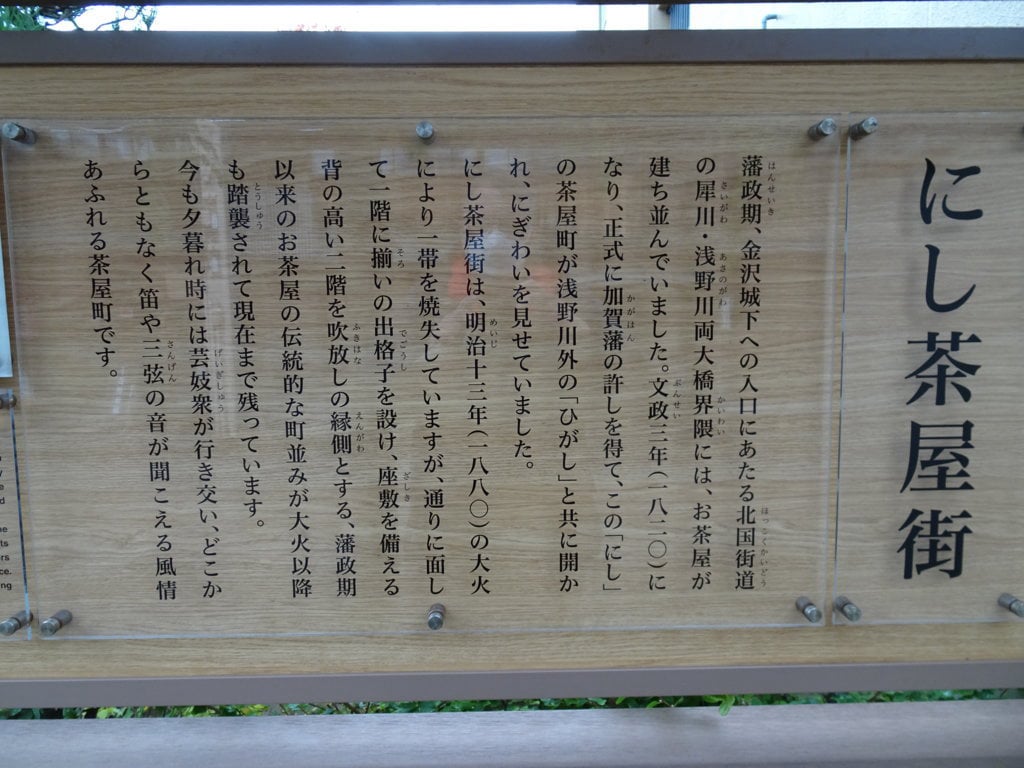 にし茶屋街
藩政期、金沢城下への入口にあたる北国街道
の犀川・浅野川両大橋界隈には、お茶屋が
建ち並んでいました。文政三年(一八二〇)に
なり、正式に加賀藩の許しを得て、この「にし」
の茶屋町が浅野川外の「ひがし」と共に開か
れ、にぎわいを見せていました。
にし茶屋街は、明治十三年(一八八〇)の大火
により一帯を焼失していますが、通りに面し
て一階に揃いの出格子を設け、座敷を備える
背の高い二階を吹放しの縁側とする、藩政期
以来のお茶屋の伝統的な町並みが大火以降
も踏襲されて現在まで残っています。
今も夕暮れ時には芸妓衆が行き交い、どこか
らともなく笛や三弦の音が聞こえる風情
あふれる茶屋町です。